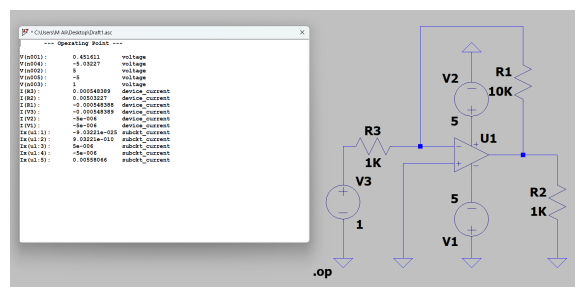 * C:\Users\M Ali\Desktop\Draft1.asc
--- Operating Point ---
V(n001): 0.451611 voltage
V(n004): -5.03227 voltage
V(n002): 5 voltage
V(n005): -5 voltage
V(n003): 1 voltage
I(R3): 0.000548389 device_current
I(R2): 0.00503227 device_current
I(R1): -0.000548388 device_current
I(V3): -0.000548389 device_current
I(V2): -5e-006 device_current
I(V1): -5e-006 device_current
Ix(u1:1): -9.03221e-025 subckt_current
Ix(u1:2): 9.03221e-010 subckt_current
Ix(u1:3): 5e-006 subckt_current
Ix(u1:4): -5e-006 subckt_current
Ix(u1:5): 0.00558066 subckt_current
V2
5
R1
10K
R3
1K
U1
V3
1
5
V1
R2
1K
.op